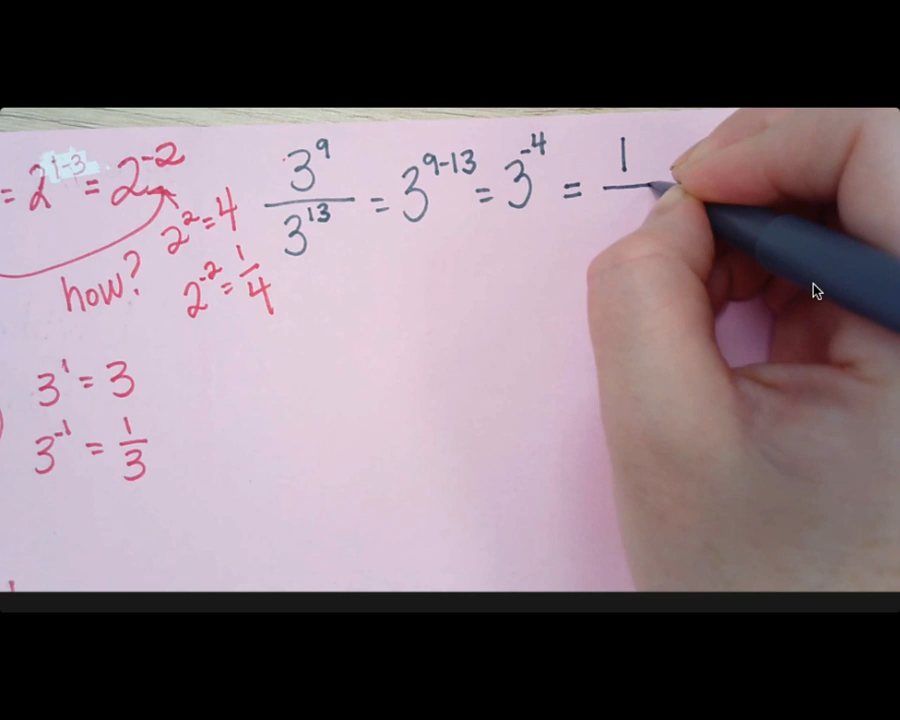 = 2^{1-3} = 2^{-2}
2^2 = 4
how?
2^{-2} = 1/4
3^1 = 3
3^{-1} = 1/3
3^9/3^{13} = 3^{9-13} = 3^{-4} = 1